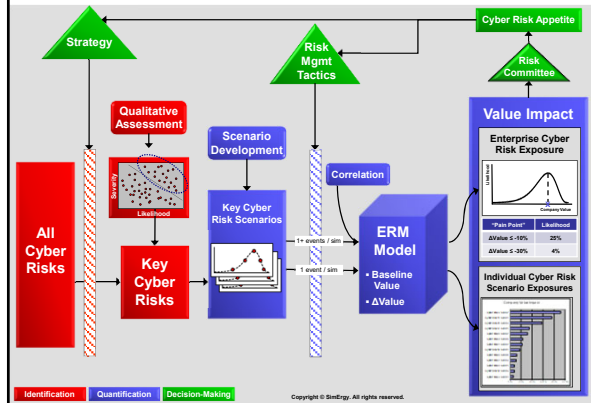 Cyber Risk Appetite
Strategy
Risk
Mgmt
Tactics
Risk
Committee
Qualitative
Assessment
Scenario
Development
Value Impact
Enterprise Cyber
Risk Exposure
Likelihood
Company Value
"Pain Point" Likelihood
ΔValue ≤ -10% 25%
ΔValue ≤ -30% 4%
Severity
Likelihood
Correlation
All
Cyber
Risks
Key
Cyber
Risks
Key Cyber
Risk Scenarios
1+ events / sim
1 event / sim
ERM
Model
• Baseline
Value
• ΔValue
Individual Cyber Risk
Scenario Exposures
Identification Quantification Decision-Making
Copyright © SimErgy. All rights reserved.